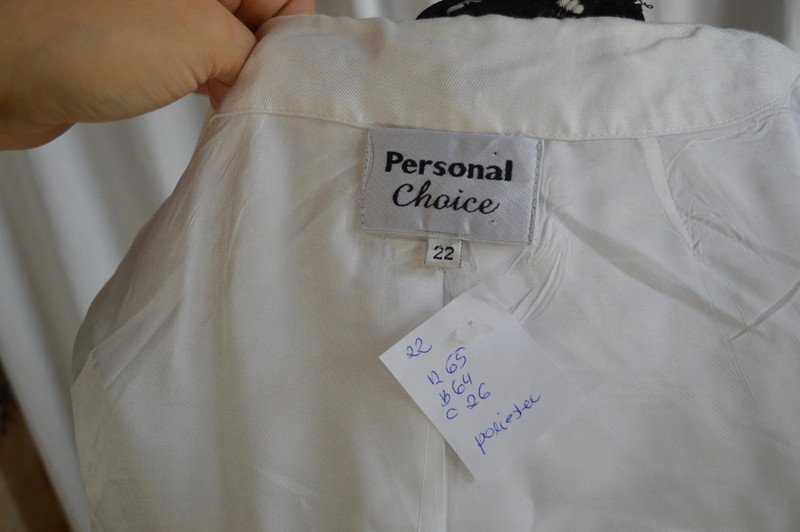 Personal
Choice
22
22
п 65
в 64
с 26
poliester